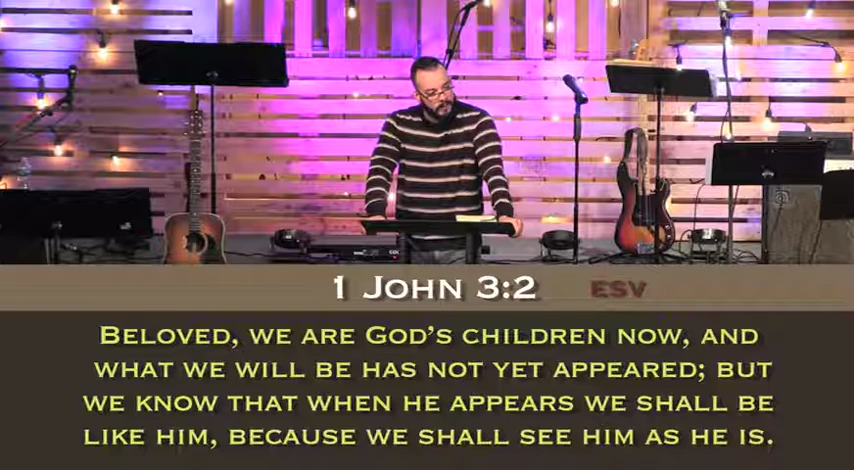 1 John 3:2 ESV
Beloved, we are God's children now, and
what we will be has not yet appeared; but
we know that when he appears we shall be
like him, because we shall see him as he is.